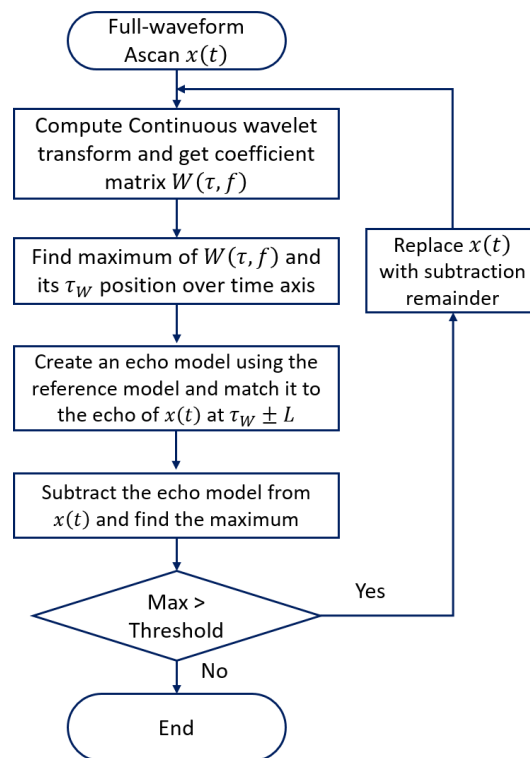 Full-waveform
Ascan x(t)
Compute Continuous wavelet
transform and get coefficient
matrix W(τ, f)
Find maximum of W(τ, f) and
its τ_W position over time axis
Replace x(t)
with subtraction
remainder
Create an echo model using the
reference model and match it to
the echo of x(t) at τ_W ± L
Subtract the echo model from
x(t) and find the maximum
Max >
Threshold
Yes
No
End